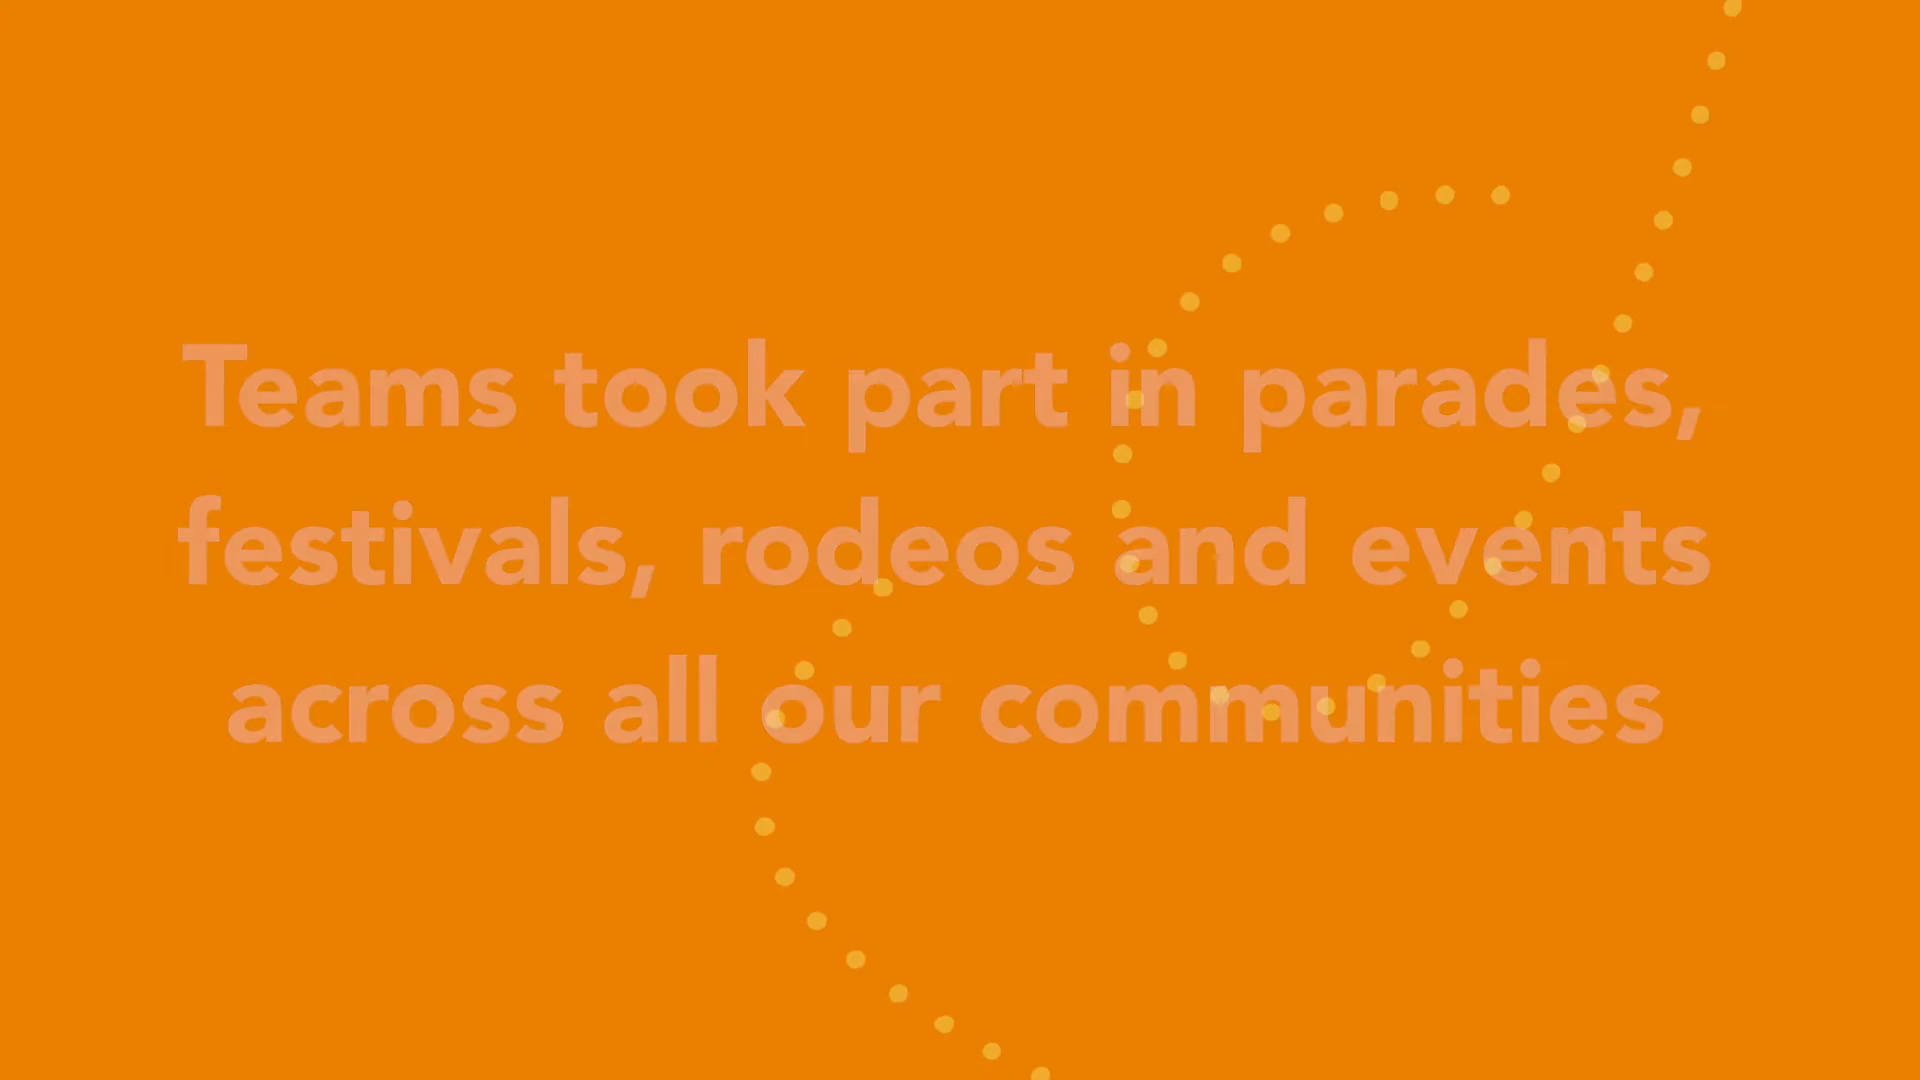 Teams took part in parades,
festivals, rodeos and events
across all our communities